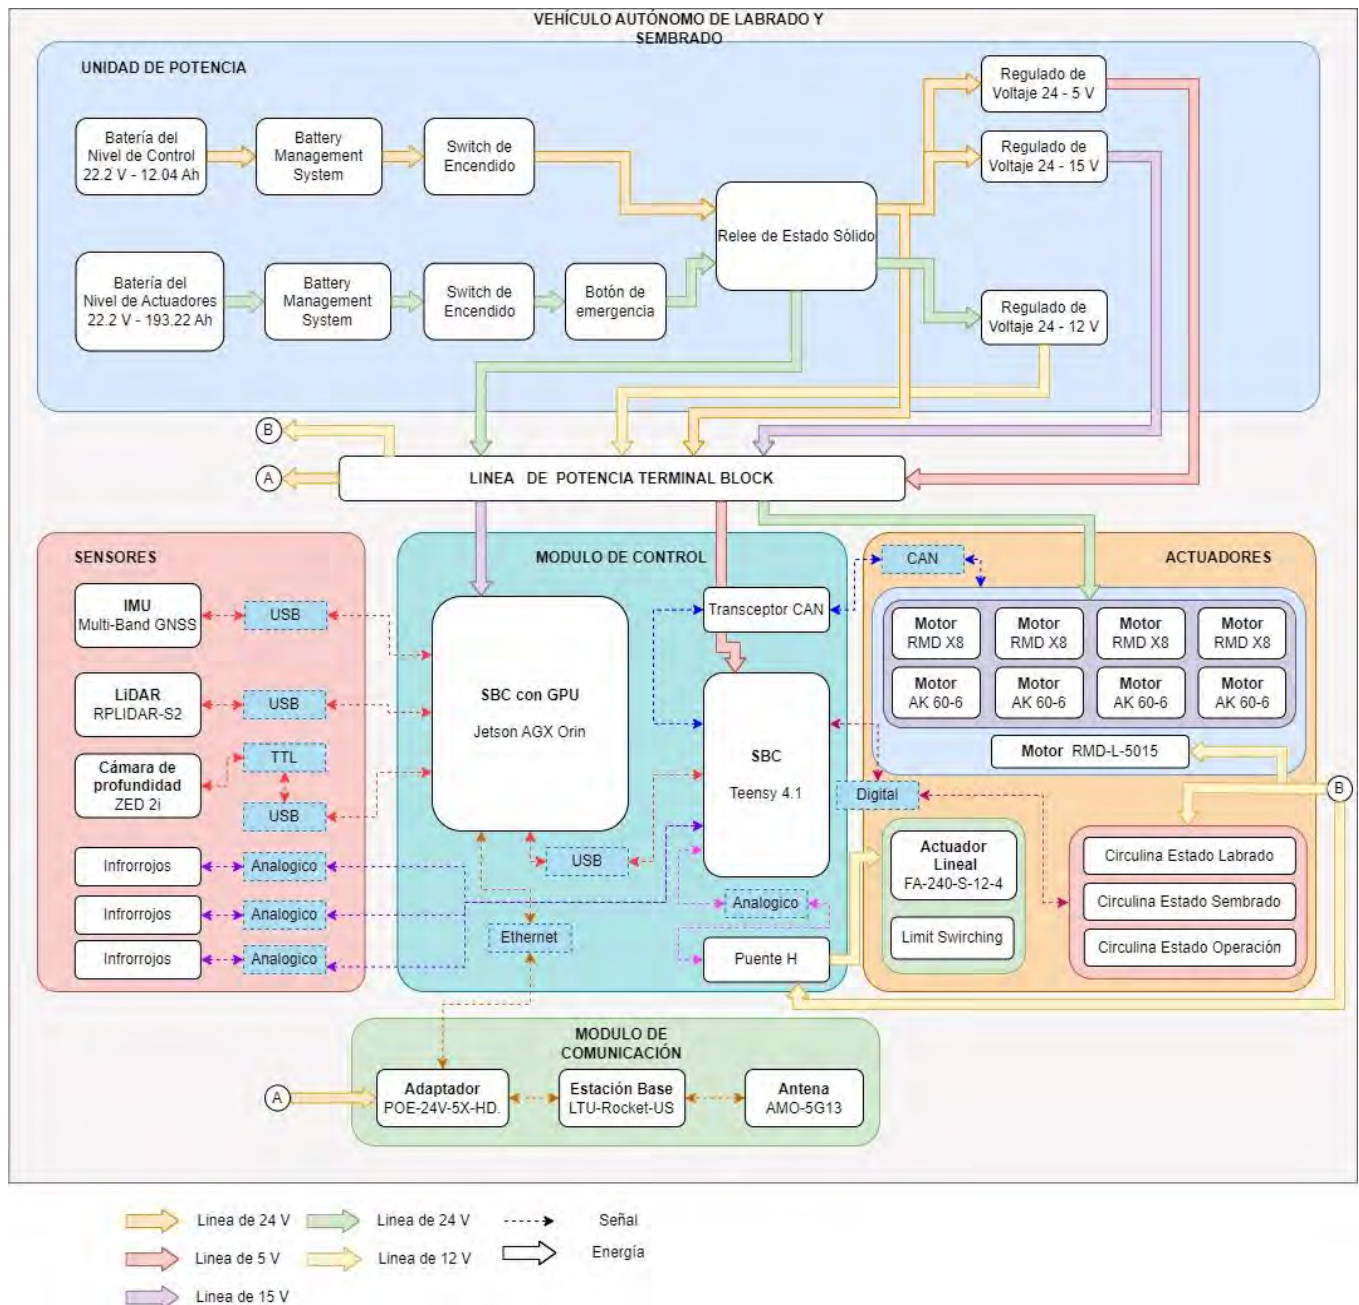 VEHÍCULO AUTÓNOMO DE LABRADO Y
SEMBRADO
UNIDAD DE POTENCIA
Batería del
Nivel de Control
22.2 V - 12.04 Ah
Battery
Management
System
Switch de
Encendido
Relee de Estado Sólido
Regulado de
Voltaje 24 - 5 V
Regulado de
Voltaje 24 - 15 V
Batería del
Nivel de Actuadores
22.2 V - 193.22 Ah
Battery
Management
System
Switch de
Encendido
Botón de
emergencia
Regulado de
Voltaje 24 - 12 V
B
A
LINEA DE POTENCIA TERMINAL BLOCK
SENSORES
IMU
Multi-Band GNSS
USB
LiDAR
RPLIDAR-S2
USB
Cámara de
profundidad
ZED 2i
TTL
USB
Infrorrojos
Analogico
Infrorrojos
Analogico
Infrorrojos
Analogico
MODULO DE CONTROL
SBC con GPU
Jetson AGX Orin
Transceptor CAN
SBC
Teensy 4.1
USB
Analogico
Ethernet
Puente H
CAN
Digital
ACTUADORES
Motor
RMD X8
Motor
RMD X8
Motor
RMD X8
Motor
RMD X8
Motor
AK 60-6
Motor
AK 60-6
Motor
AK 60-6
Motor
AK 60-6
Motor RMD-L-5015
B
Actuador
Lineal
FA-240-S-12-4
Limit Swirching
Circulina Estado Labrado
Circulina Estado Sembrado
Circulina Estado Operación
MODULO DE
COMUNICACIÓN
A
Adaptador
POE-24V-5X-HD.
Estación Base
LTU-Rocket-US
Antena
AMO-5G13
Linea de 24 V
Linea de 24 V
Señal
Linea de 5 V
Linea de 12 V
Energía
Linea de 15 V